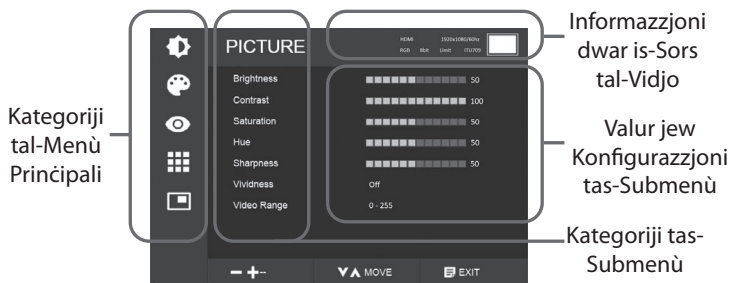 Kategoriji
tal-Menù
Prinċipali
PICTURE
HDMI 1920x1080/60hz
RGB 8bit Limit ITU709
Brightness 50
Contrast 100
Saturation 50
Hue 50
Sharpness 50
Vividness Off
Video Range 0 - 255
MOVE
EXIT
Informazzjoni
dwar is-Sors
tal-Vidjo
Valur jew
Konfigurazzjoni
tas-Submenù
Kategoriji tas-
Submenù